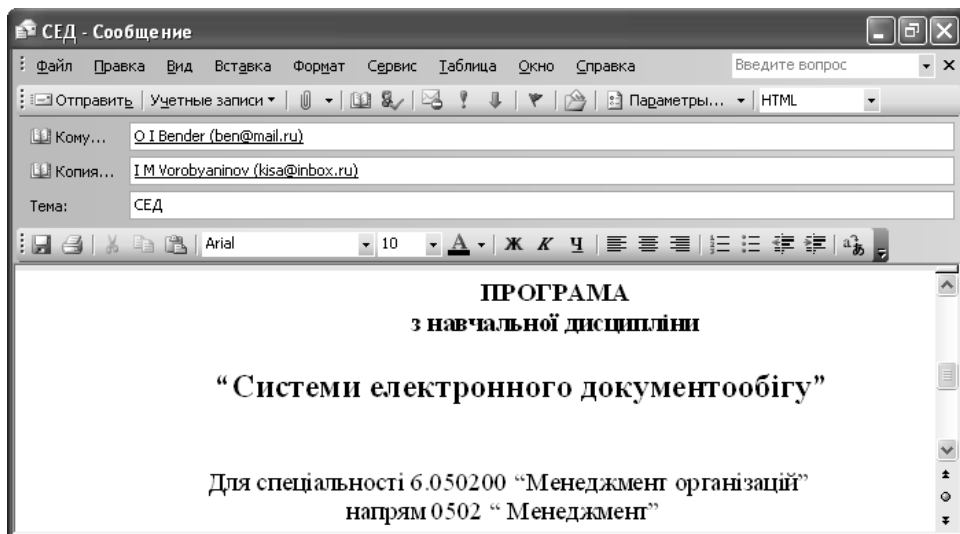 СЕД - Сообщение
Файл Правка Вид Вставка Формат Сервис Таблица Окно Справка Введите вопрос
Отправить Учетные записи Параметры... HTML
Кому... O I Bender (ben@mail.ru)
Копия... I M Vorobyaninov (kisa@inbox.ru)
Тема: СЕД
Arial 10 А Ж К Ч
ПРОГРАМА
з навчальної дисципліни
“Системи електронного документообігу”
Для спеціальності 6.050200 “Менеджмент організацій”
напрям 0502 “ Менеджмент”